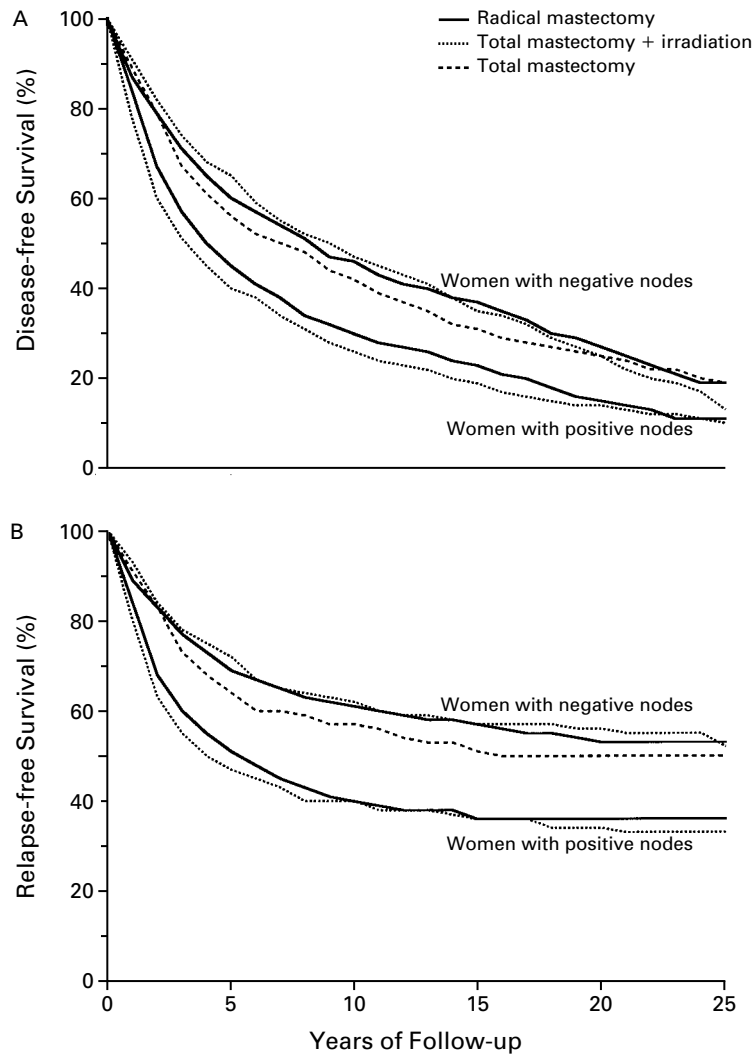 A
Radical mastectomy
Total mastectomy + irradiation
Total mastectomy
100
80
60
40
20
0
Disease-free Survival (%)
Women with negative nodes
Women with positive nodes
B
100
80
60
40
20
0
Relapse-free Survival (%)
Women with negative nodes
Women with positive nodes
0 5 10 15 20 25
Years of Follow-up